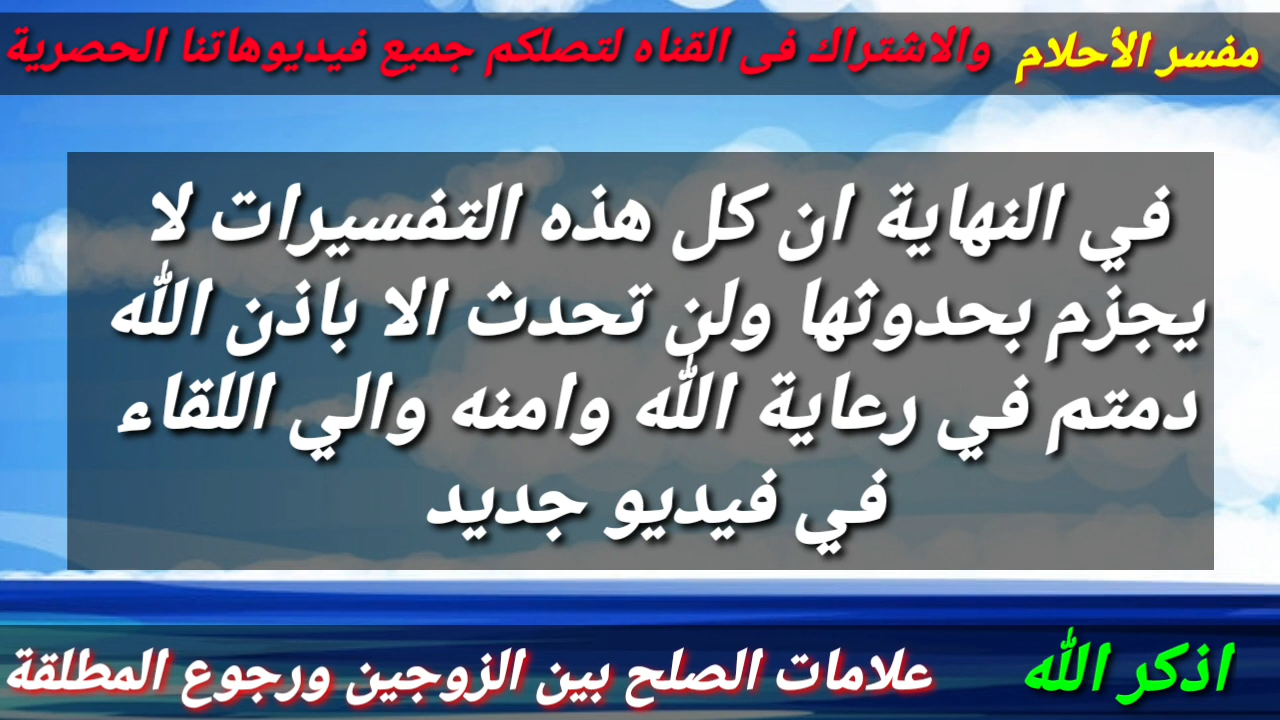 مفسر الأحلام والاشتراك فى القناه لتصلكم جميع فيديوهاتنا الحصرية
في النهاية ان كل هذه التفسيرات لا
يجزم بحدوثها ولن تحدث الا باذن الله
دمتم في رعاية الله وامنه والي اللقاء
في فيديو جديد
اذكر الله علامات الصلح بين الزوجين ورجوع المطلقة